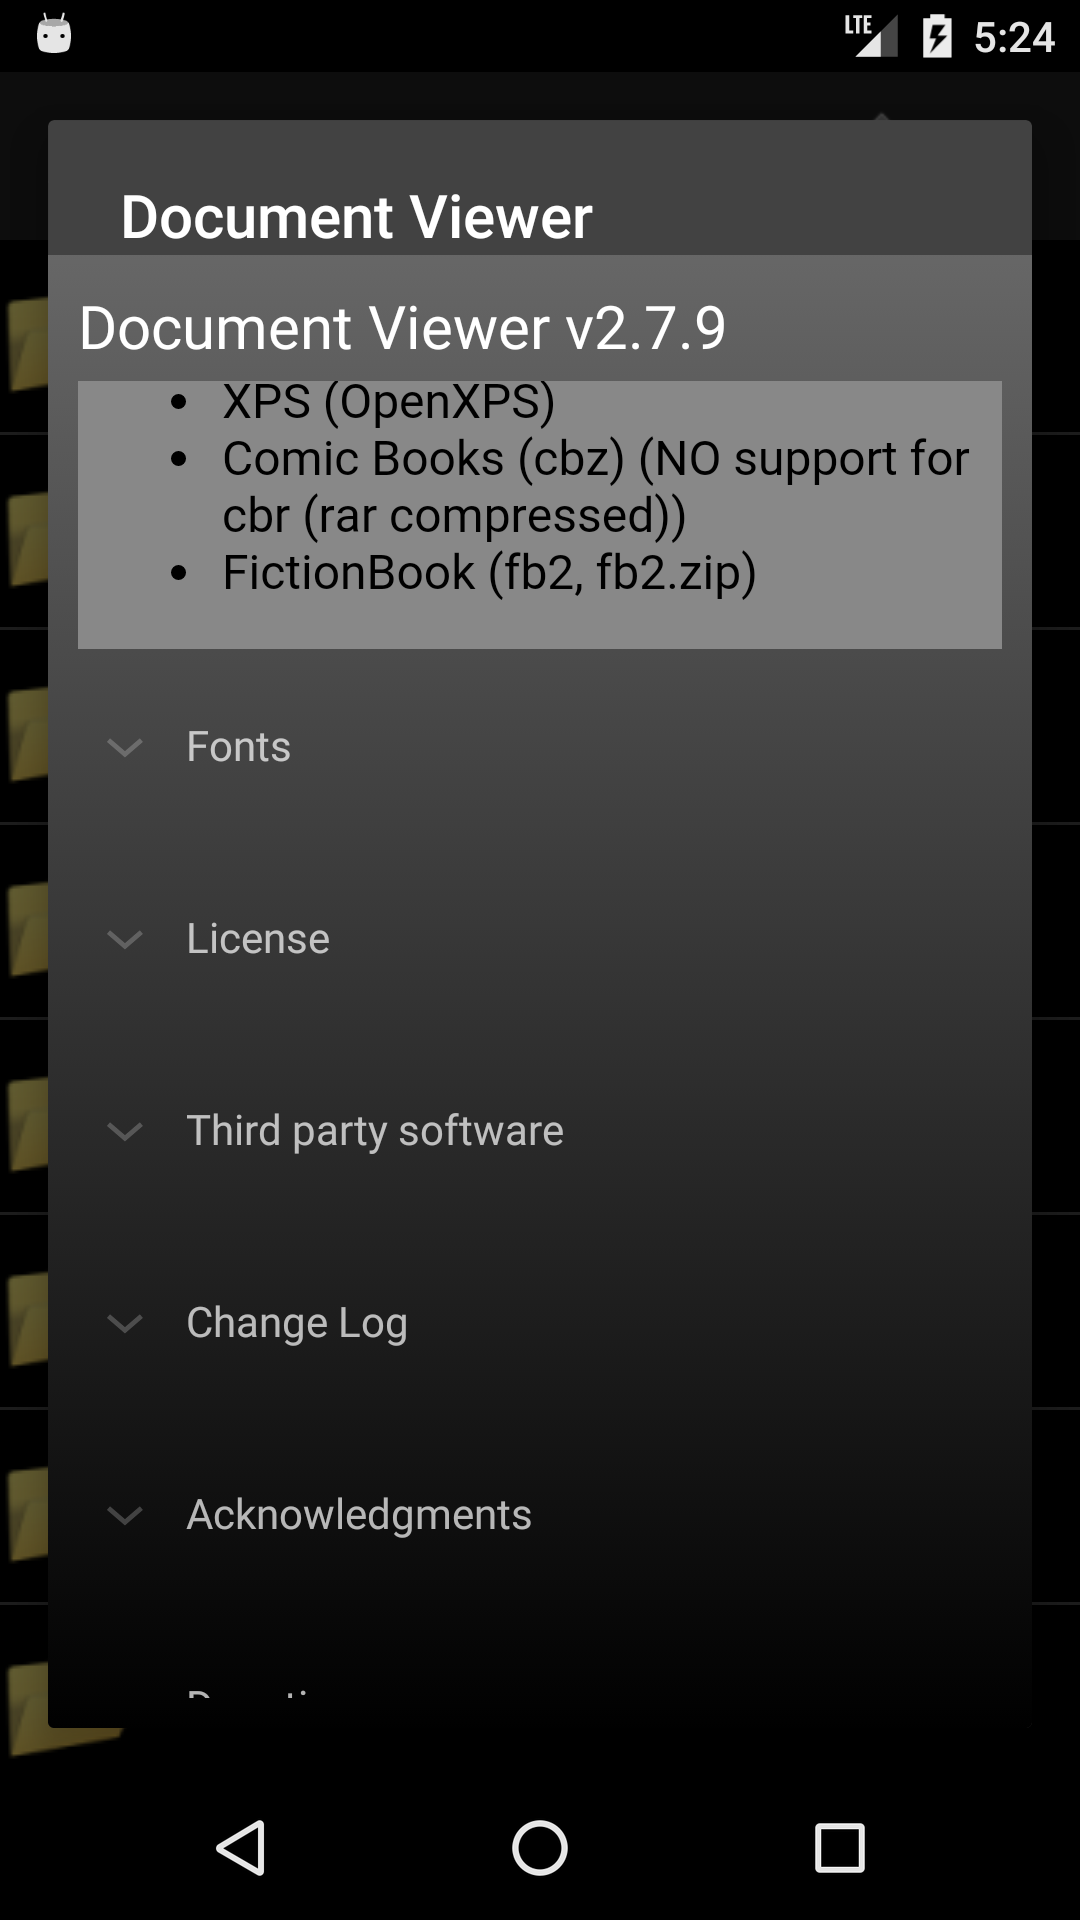 LTE 5:24
Document Viewer
Document Viewer v2.7.9
• XPS (OpenXPS)
• Comic Books (cbz) (NO support for
cbr (rar compressed))
• FictionBook (fb2, fb2.zip)
Fonts
License
Third party software
Change Log
Acknowledgments